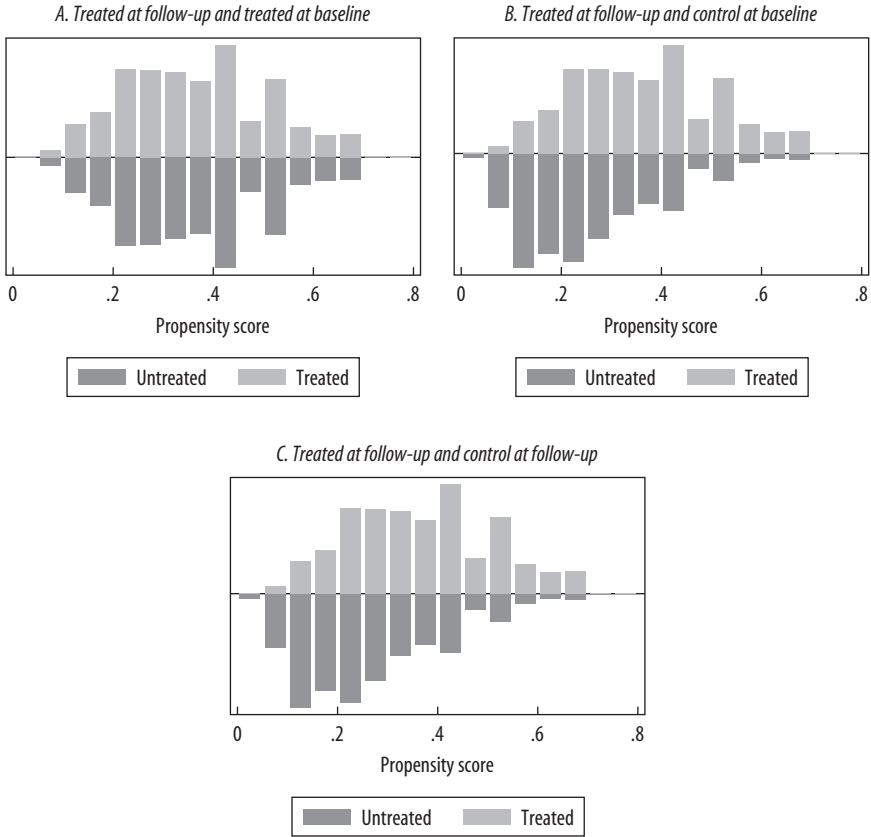 A. Treated at follow-up and treated at baseline
0 .2 .4 .6 .8
Propensity score
Untreated Treated
B. Treated at follow-up and control at baseline
0 .2 .4 .6 .8
Propensity score
Untreated Treated
C. Treated at follow-up and control at follow-up
0 .2 .4 .6 .8
Propensity score
Untreated Treated